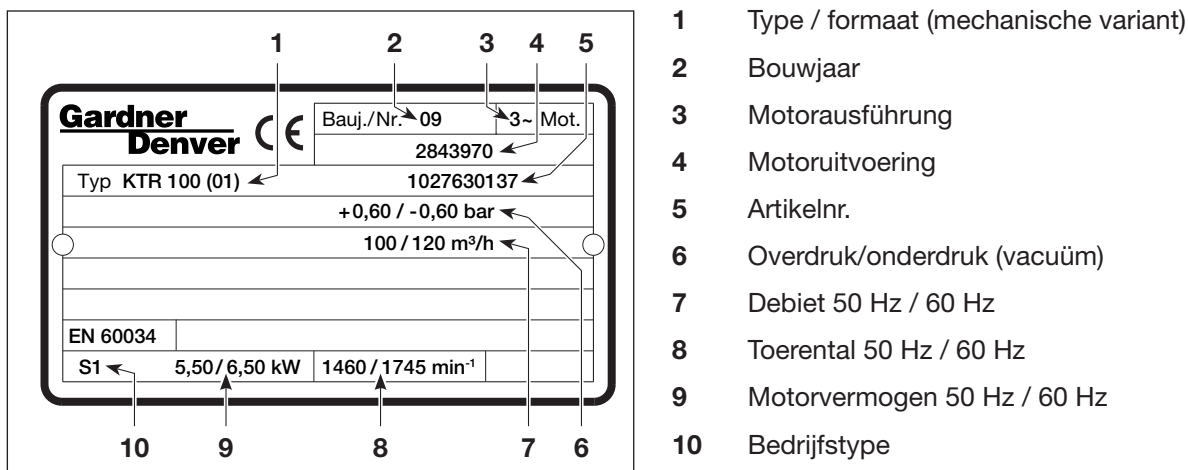 1 2 3 4 5
Gardner
Denver
CE
Bauj./Nr. 09 3~ Mot.
2843970
Typ KTR 100 (01) 1027630137
+0,60 / -0,60 bar
100 / 120 m³/h
EN 60034
S1 5,50 / 6,50 kW 1460 / 1745 min⁻¹
10 9 8 7 6
1 Type / formaat (mechanische variant)
2 Bouwjaar
3 Motorausführung
4 Motoruitvoering
5 Artikelnr.
6 Overdruk/onderdruk (vacuüm)
7 Debiet 50 Hz / 60 Hz
8 Toerental 50 Hz / 60 Hz
9 Motorvermogen 50 Hz / 60 Hz
10 Bedrijfstype